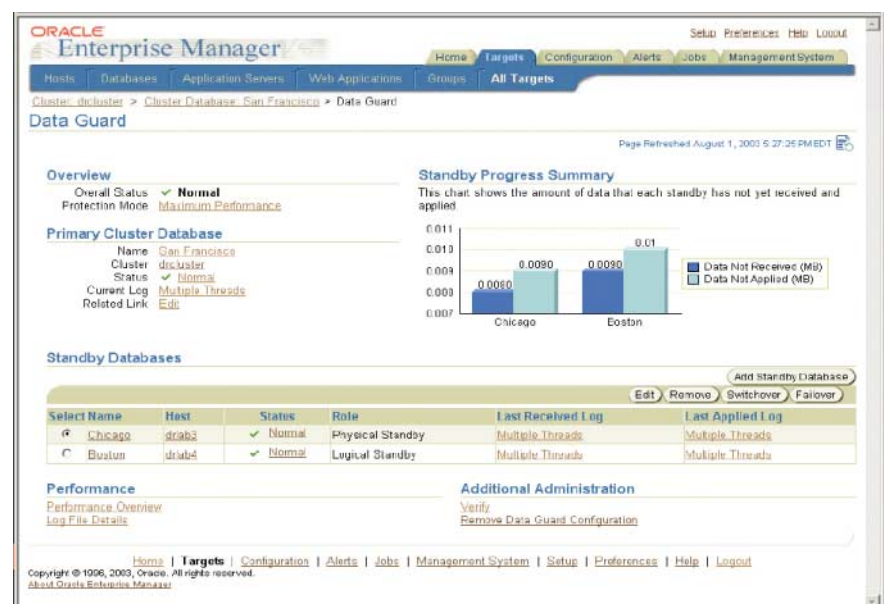 ORACLE
Enterprise Manager
Setup Preferences Help Logout
Home Targets Configuration Alerts Jobs Management System
Hosts Databases Application Servers Web Applications Groups All Targets
Cluster: drcluster > Cluster Database: San Francisco > Data Guard
Data Guard
Page Refreshed August 1, 2003 5:27:25 PM EDT
Overview
Overall Status Normal
Protection Mode Maximum Performance
Primary Cluster Database
Name San Francisco
Cluster drcluster
Status Normal
Current Log Multiple Threads
Related Link Edit
Standby Progress Summary
This chart shows the amount of data that each standby has not yet received and
applied.
0.011
0.010
0.009
0.008
0.007
0.0080
0.0090
0.0090
0.01
Chicago
Boston
Data Not Received (MB)
Data Not Applied (MB)
Standby Databases
Add Standby Database
Edit Remove Switchover Failover
Select Name Host Status Role Last Received Log Last Applied Log
Chicago drlab3 Normal Physical Standby Multiple Threads Multiple Threads
Boston drlab4 Normal Logical Standby Multiple Threads Multiple Threads
Performance
Performance Overview
Log File Details
Additional Administration
Verify
Remove Data Guard Configuration
Home | Targets | Configuration | Alerts | Jobs | Management System | Setup | Preferences | Help | Logout
Copyright © 1996, 2003, Oracle. All rights reserved.
About Oracle Enterprise Manager